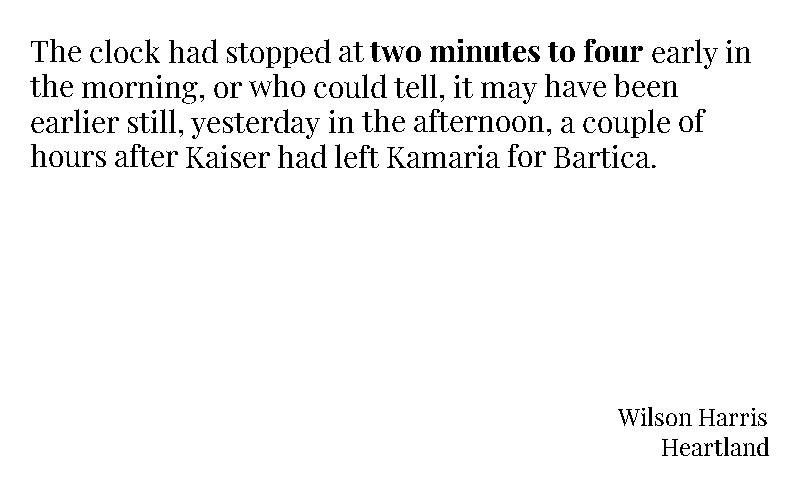 The clock had stopped at two minutes to four early in
the morning, or who could tell, it may have been
earlier still, yesterday in the afternoon, a couple of
hours after Kaiser had left Kamaria for Bartica.
Wilson Harris
Heartland